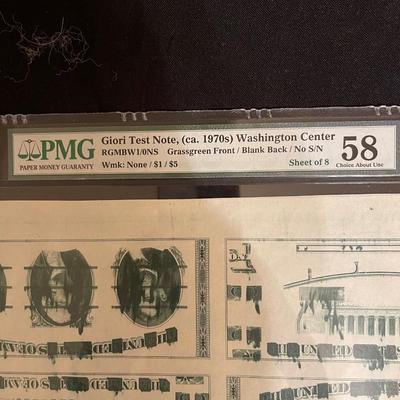 PMG
PAPER MONEY GUARANTY
Giori Test Note, (ca. 1970s) Washington Center
RGMBW1/0NS Grassgreen Front / Blank Back / No S/N
Wmk: None / $1 / $5
Sheet of 8
58
Choice About Unc